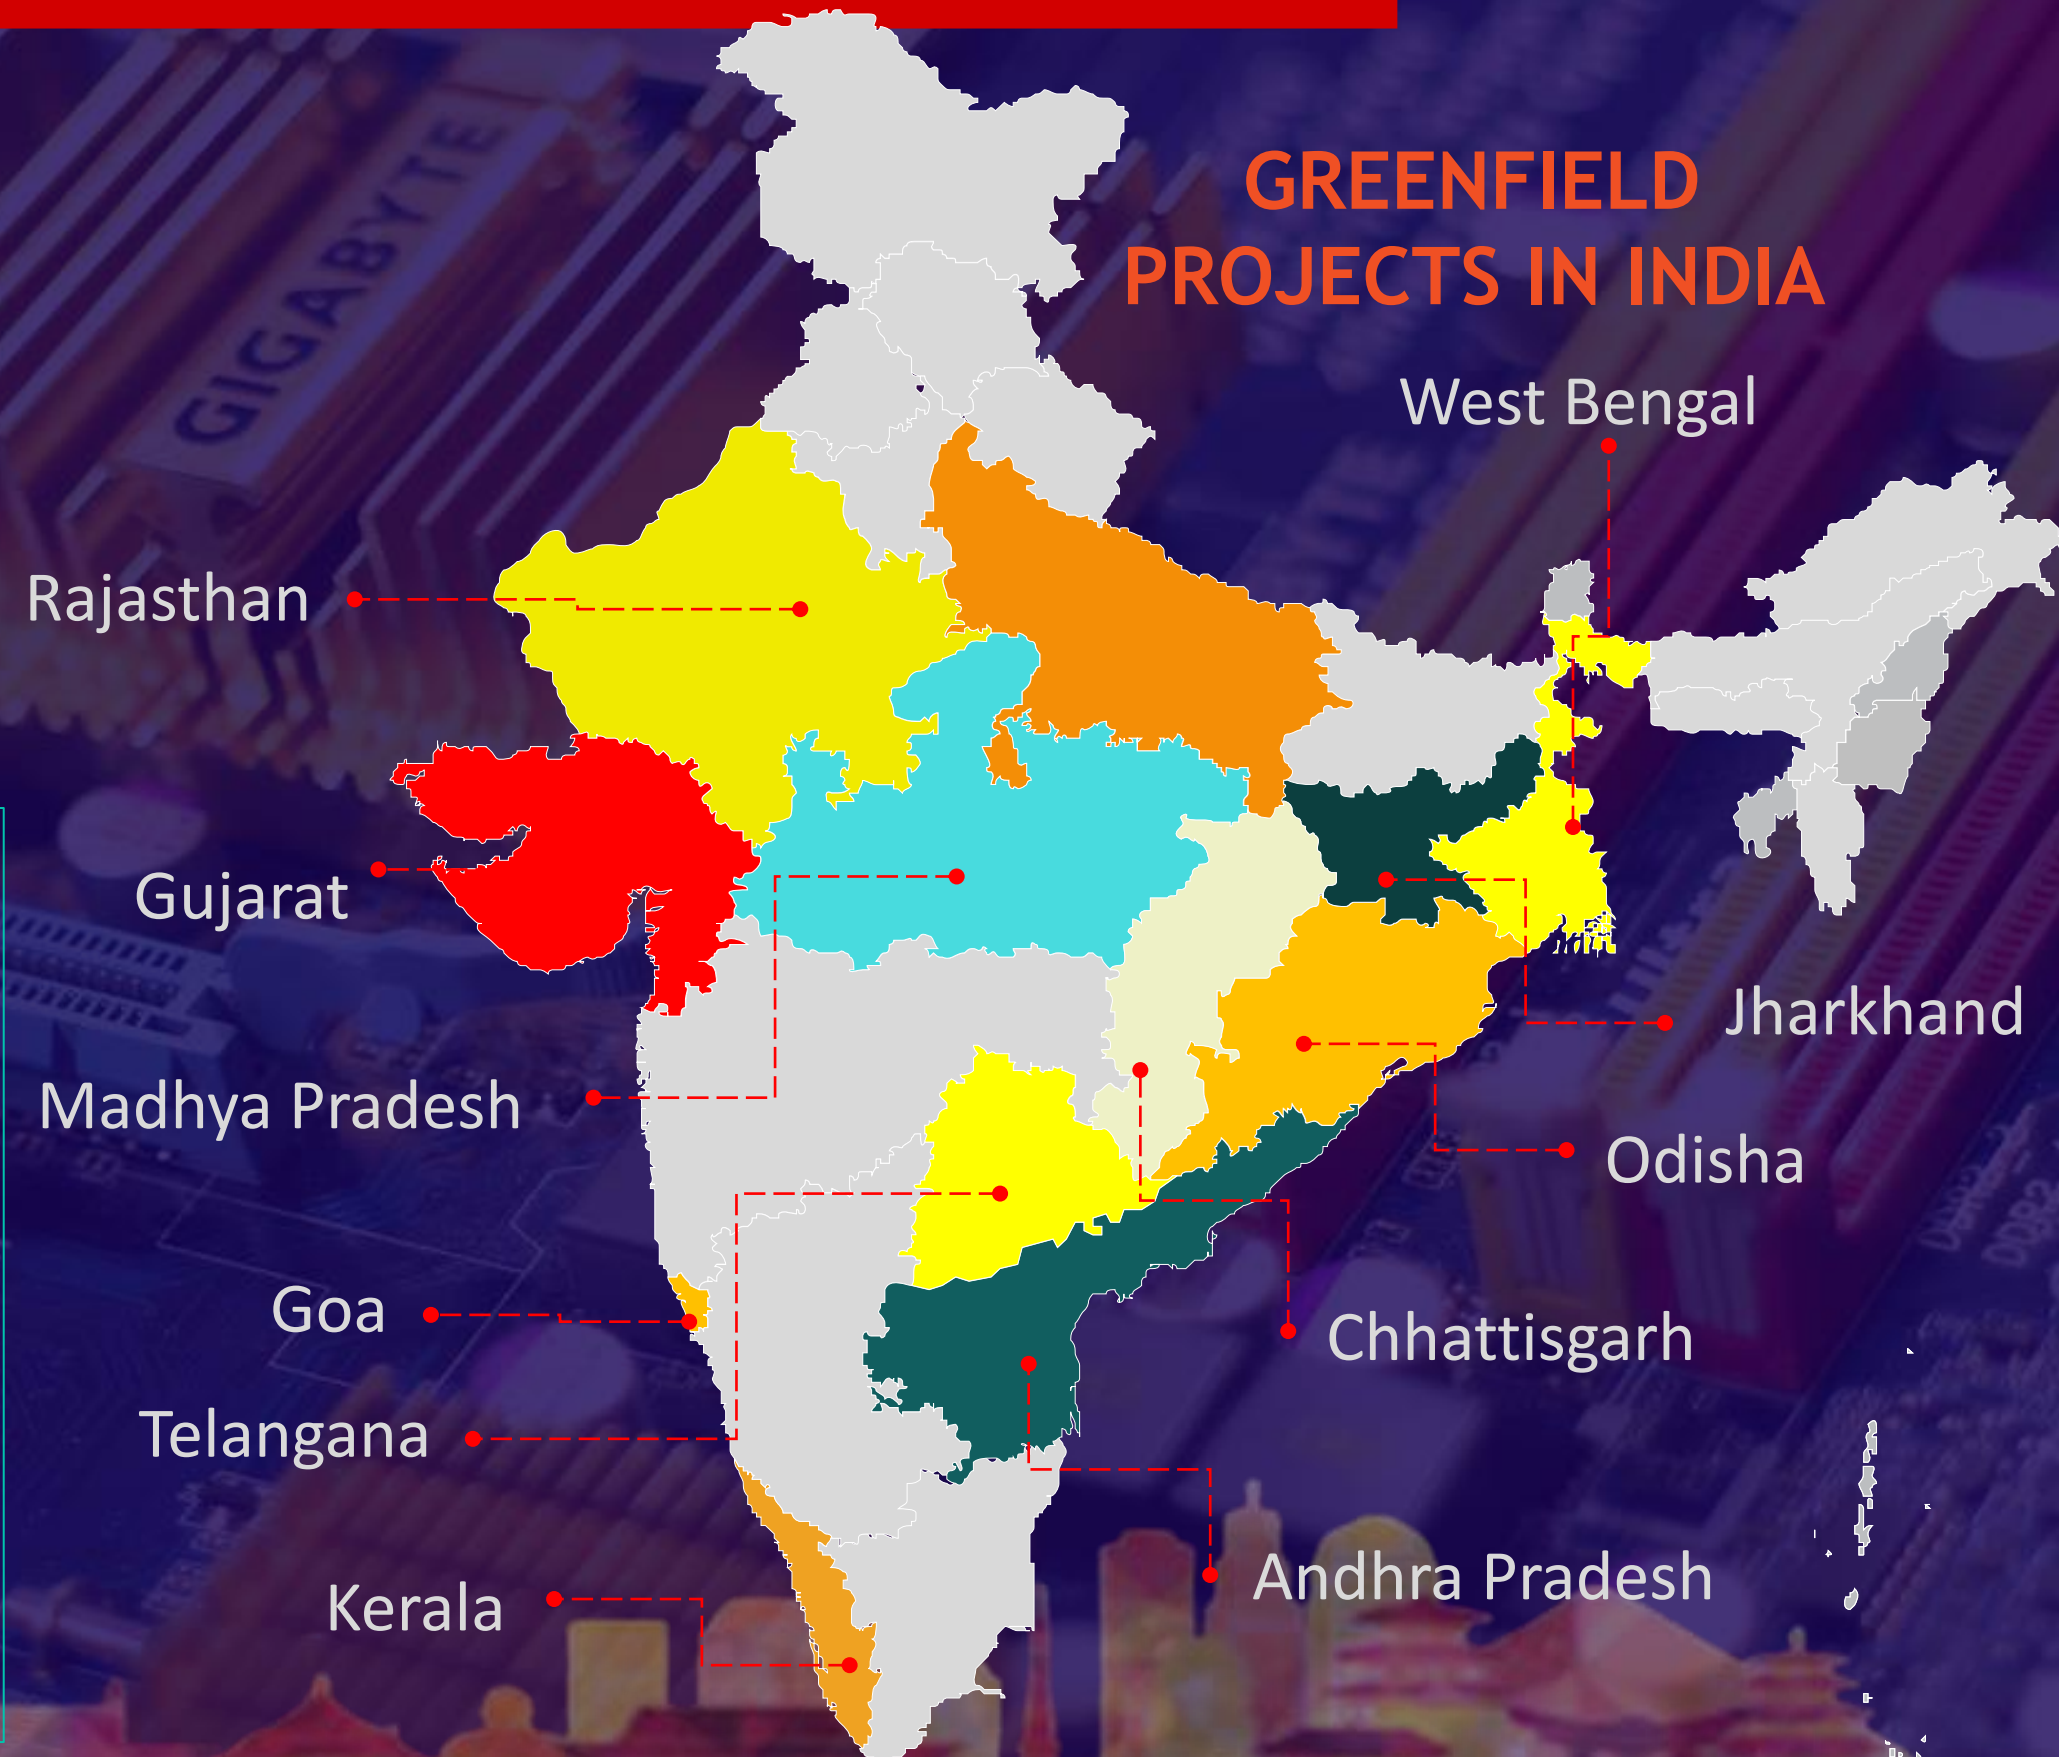 GIGABYTE
GREENFIELD
PROJECTS IN INDIA
West Bengal
Rajasthan
Gujarat
Jharkhand
Madhya Pradesh
Odisha
Goa
Chhattisgarh
Telangana
Andhra Pradesh
Kerala